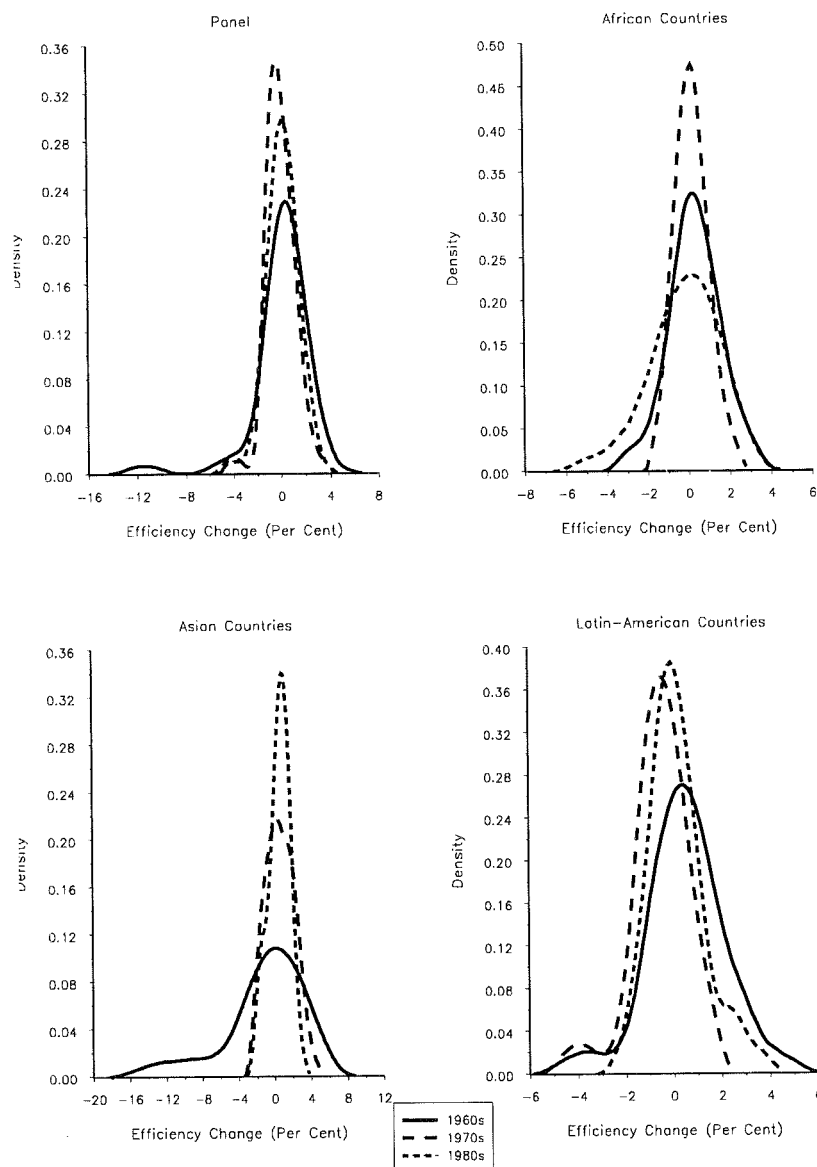 Panel
0.36
0.32
0.28
0.24
0.20
0.16
0.12
0.08
0.04
0.00
Density
-16 -12 -8 -4 0 4 8
Efficiency Change (Per Cent)
African Countries
0.50
0.45
0.40
0.35
0.30
0.25
0.20
0.15
0.10
0.05
0.00
Density
-8 -6 -4 -2 0 2 4 6
Efficiency Change (Per Cent)
Asian Countries
0.36
0.32
0.28
0.24
0.20
0.16
0.12
0.08
0.04
0.00
Density
-20 -16 -12 -8 -4 0 4 8 12
Efficiency Change (Per Cent)
Latin-American Countries
0.40
0.36
0.32
0.28
0.24
0.20
0.16
0.12
0.08
0.04
0.00
Density
-6 -4 -2 0 2 4 6
Efficiency Change (Per Cent)
1960s
1970s
1980s